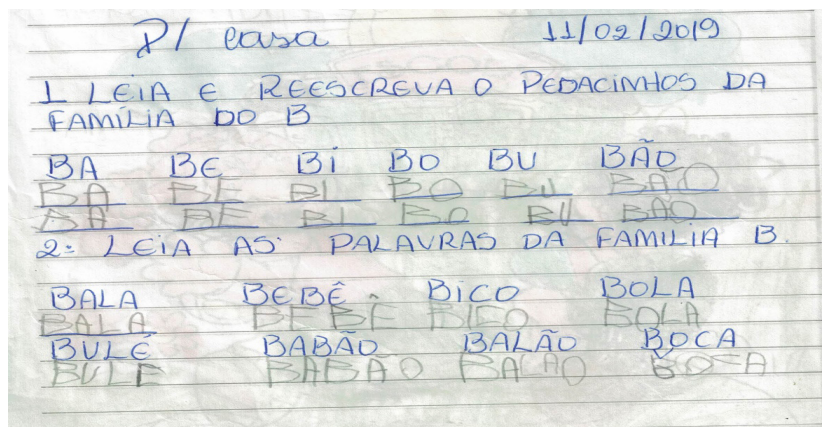 P/ casa 11/02/2019
1 LEIA E REESCREVA O PEDACINHOS DA
FAMÍLIA DO B
BA BE BI BO BU BÃO
BA BE BI BO BU BÃO
BA BE BI BO BU BÃO
2= LEIA AS PALAVRAS DA FAMILIA B.
BALA BEBÊ BICO BOLA
BALA BEBÊ BICO BOLA
BULE BABÃO BALÃO BOCA
BULE BABÃO BALÃO BOCA